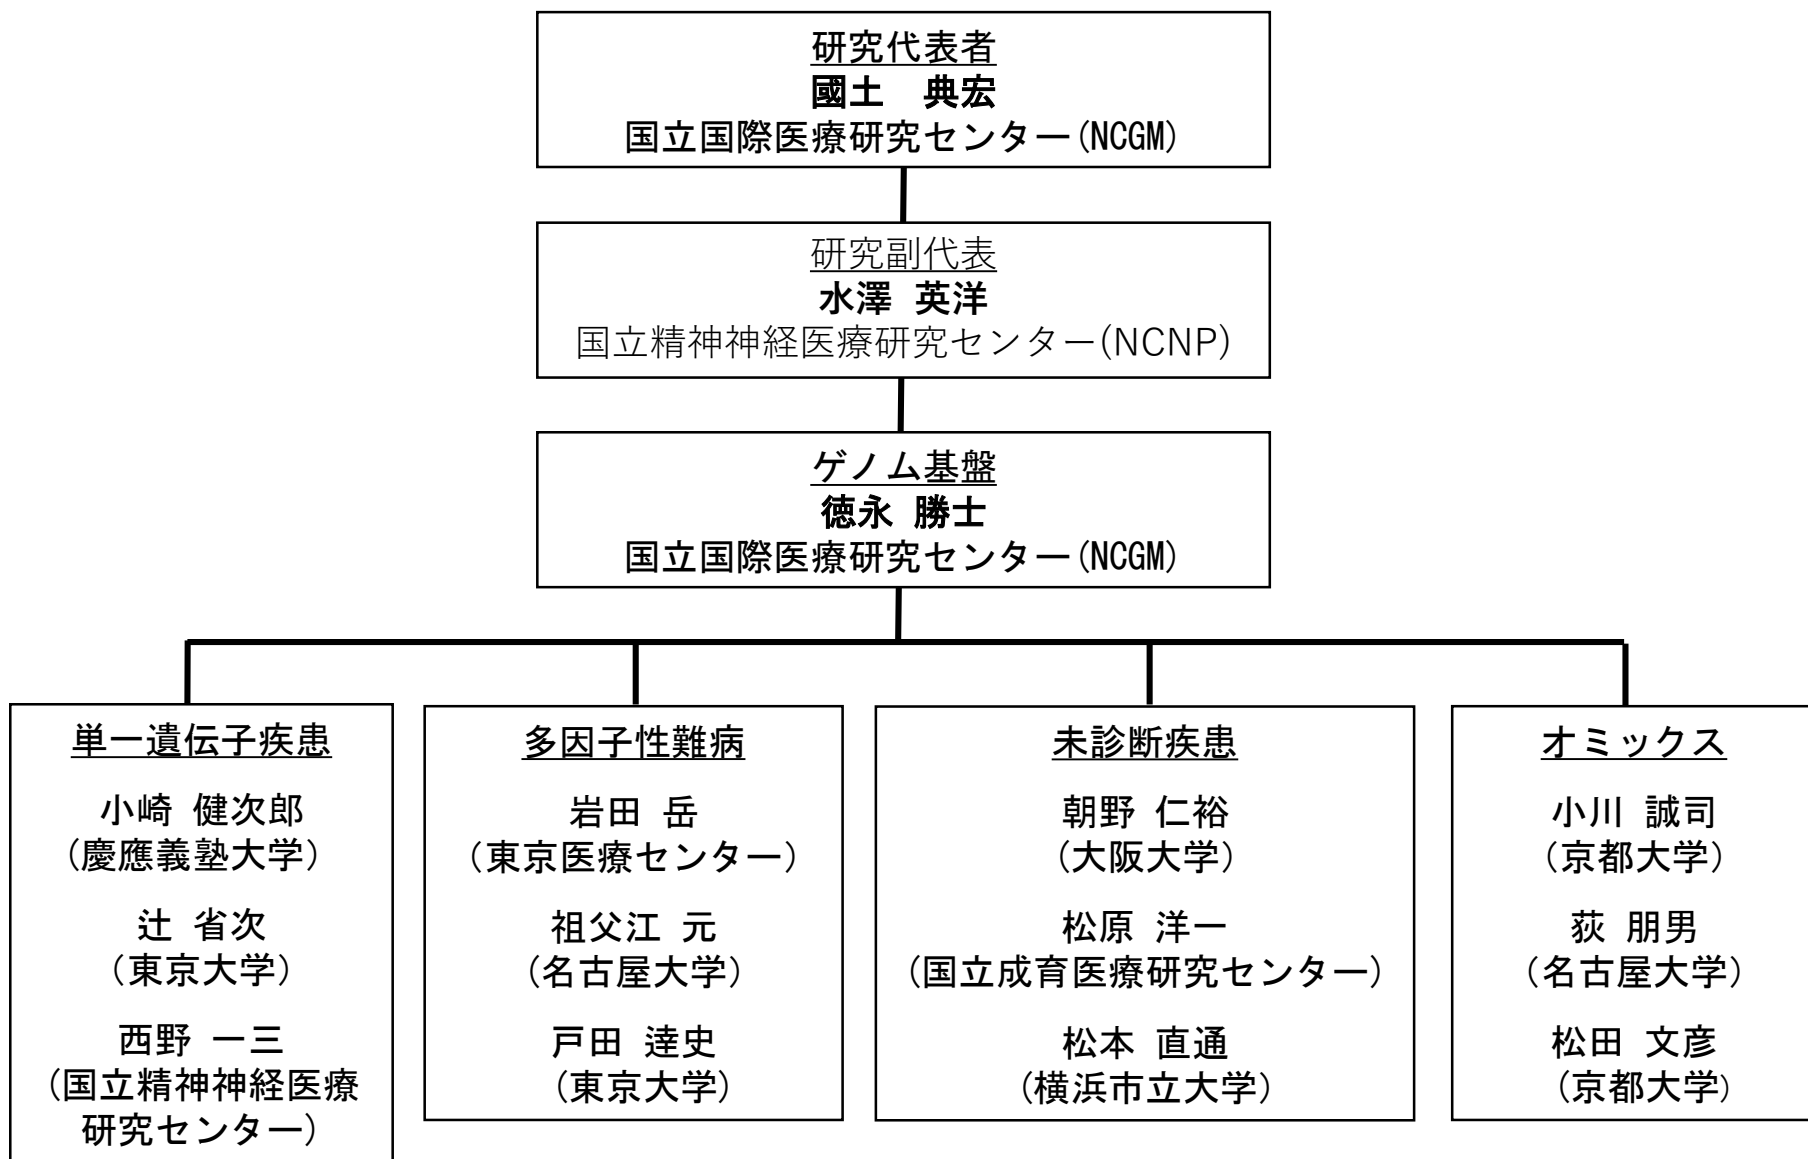 研究代表者
國土　典宏
国立国際医療研究センター(NCGM)
研究副代表
水澤 英洋
国立精神神経医療研究センター(NCNP)
ゲノム基盤
徳永 勝士
国立国際医療研究センター(NCGM)
単一遺伝子疾患
小崎 健次郎
(慶應義塾大学)
辻 省次
(東京大学)
西野 一三
(国立精神神経医療
研究センター)
多因子性難病
岩田 岳
(東京医療センター)
祖父江 元
(名古屋大学)
戸田 達史
(東京大学)
未診断疾患
朝野 仁裕
(大阪大学)
松原 洋一
(国立成育医療研究センター)
松本 直通
(横浜市立大学)
オミックス
小川 誠司
(京都大学)
荻 朋男
(名古屋大学)
松田 文彦
(京都大学)